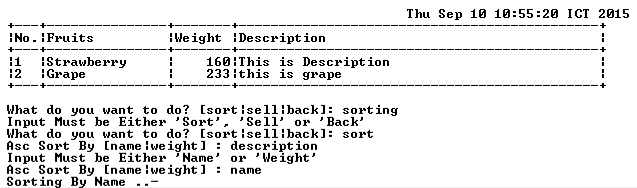 Thu Sep 10 10:55:20 ICT 2015
+---+----------------+-------+----------------------------------------------+
¦No.¦Fruits ¦Weight ¦Description ¦
+---+----------------+-------+----------------------------------------------+
¦1 ¦Strawberry ¦ 160¦This is Description ¦
¦2 ¦Grape ¦ 233¦this is grape ¦
+---+----------------+-------+----------------------------------------------+
What do you want to do? [sort¦sell¦back]: sorting
Input Must be Either 'Sort', 'Sell' or 'Back'
What do you want to do? [sort¦sell¦back]: sort
Asc Sort By [name¦weight] : description
Input Must be Either 'Name' or 'Weight'
Asc Sort By [name¦weight] : name
Sorting By Name ..-